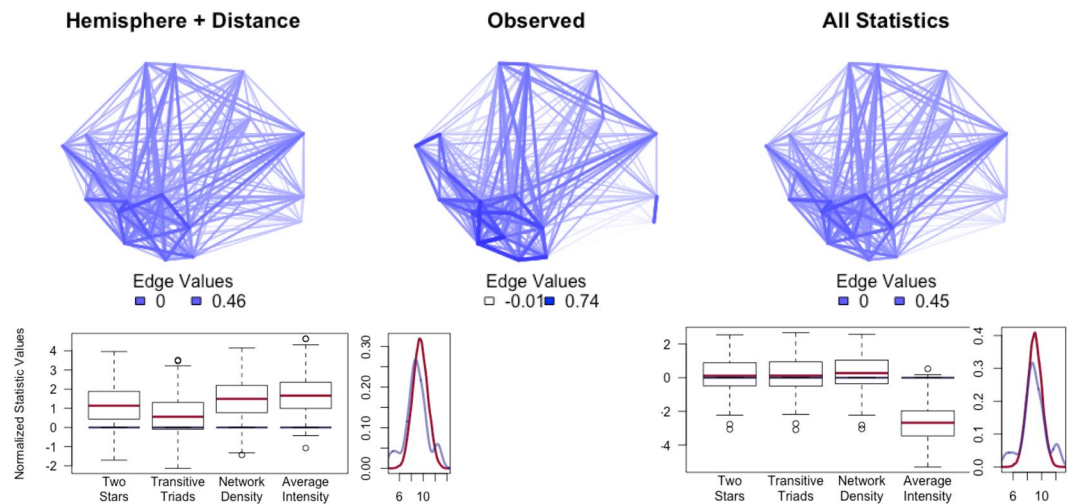 Hemisphere + Distance
Observed
All Statistics
Edge Values
0 0.46
Edge Values
-0.01 0.74
Edge Values
0 0.45
Normalized Statistic Values
4
3
2
1
0
-1
-2
Two Stars
Transitive Triads
Network Density
Average Intensity
0.30
0.20
0.10
0.00
6 10
2
0
-2
-4
Two Stars
Transitive Triads
Network Density
Average Intensity
0.4
0.3
0.2
0.1
0.0
6 10